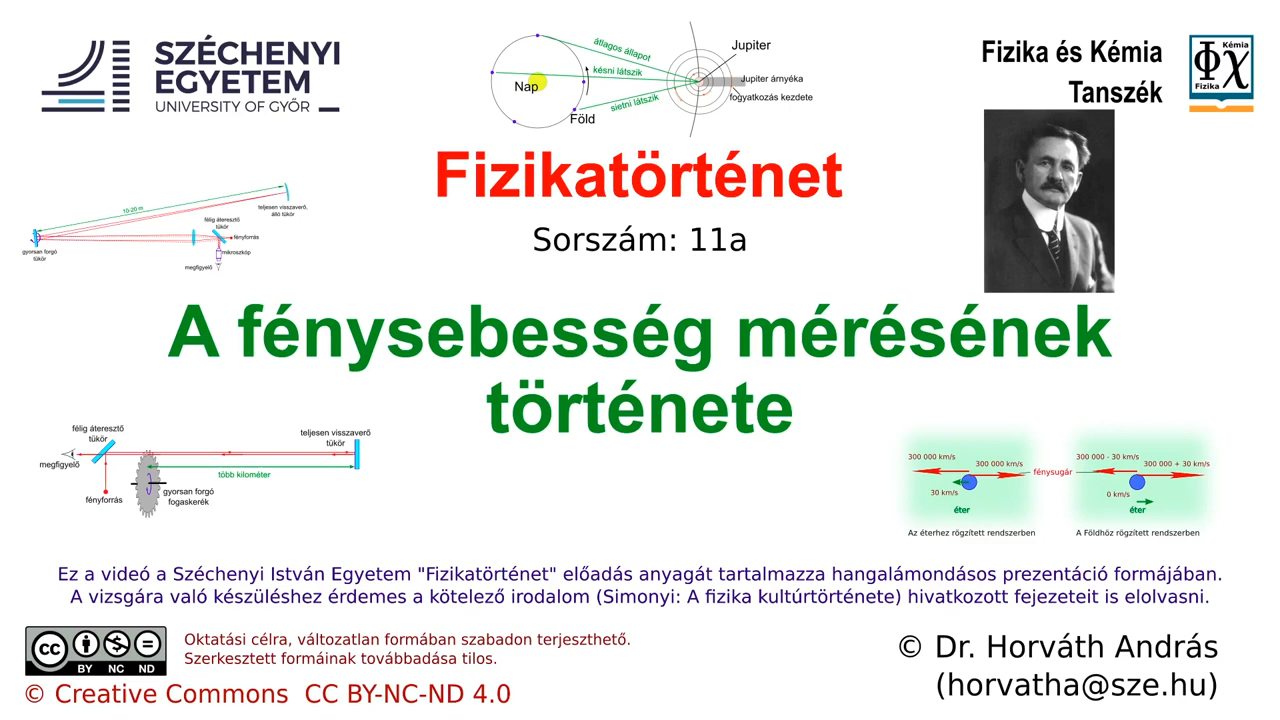 SZÉCHENYI
EGYETEM
UNIVERSITY OF GYŐR
átlagos állapot
késni látszik
sietni látszik
Nap
Föld
Jupiter
Jupiter árnyéka
fogyatkozás kezdete
Fizika és Kémia
Tanszék
Kémia
Φχ
Fizika
Fizikatörténet
Sorszám: 11a
10-20 m
teljesen visszaverő,
álló tükör
félig áteresztő
tükör
fényforrás
mikroszkóp
megfigyelő
gyorsan forgó
tükör
A fénysebesség mérésének
története
félig áteresztő
tükör
teljesen visszaverő
tükör
megfigyelő
több kilométer
fényforrás
gyorsan forgó
fogaskerék
300 000 km/s
300 000 km/s
30 km/s
éter
Az éterhez rögzített rendszerben
fénysugár
300 000 - 30 km/s
300 000 + 30 km/s
0 km/s
éter
A Földhöz rögzített rendszerben
Ez a videó a Széchenyi István Egyetem "Fizikatörténet" előadás anyagát tartalmazza hangalámondásos prezentáció formájában.
A vizsgára való készüléshez érdemes a kötelező irodalom (Simonyi: A fizika kultúrtörténete) hivatkozott fejezeteit is elolvasni.
cc
BY NC ND
Oktatási célra, változatlan formában szabadon terjeszthető.
Szerkesztett formáinak továbbadása tilos.
© Creative Commons CC BY-NC-ND 4.0
© Dr. Horváth András
(horvatha@sze.hu)